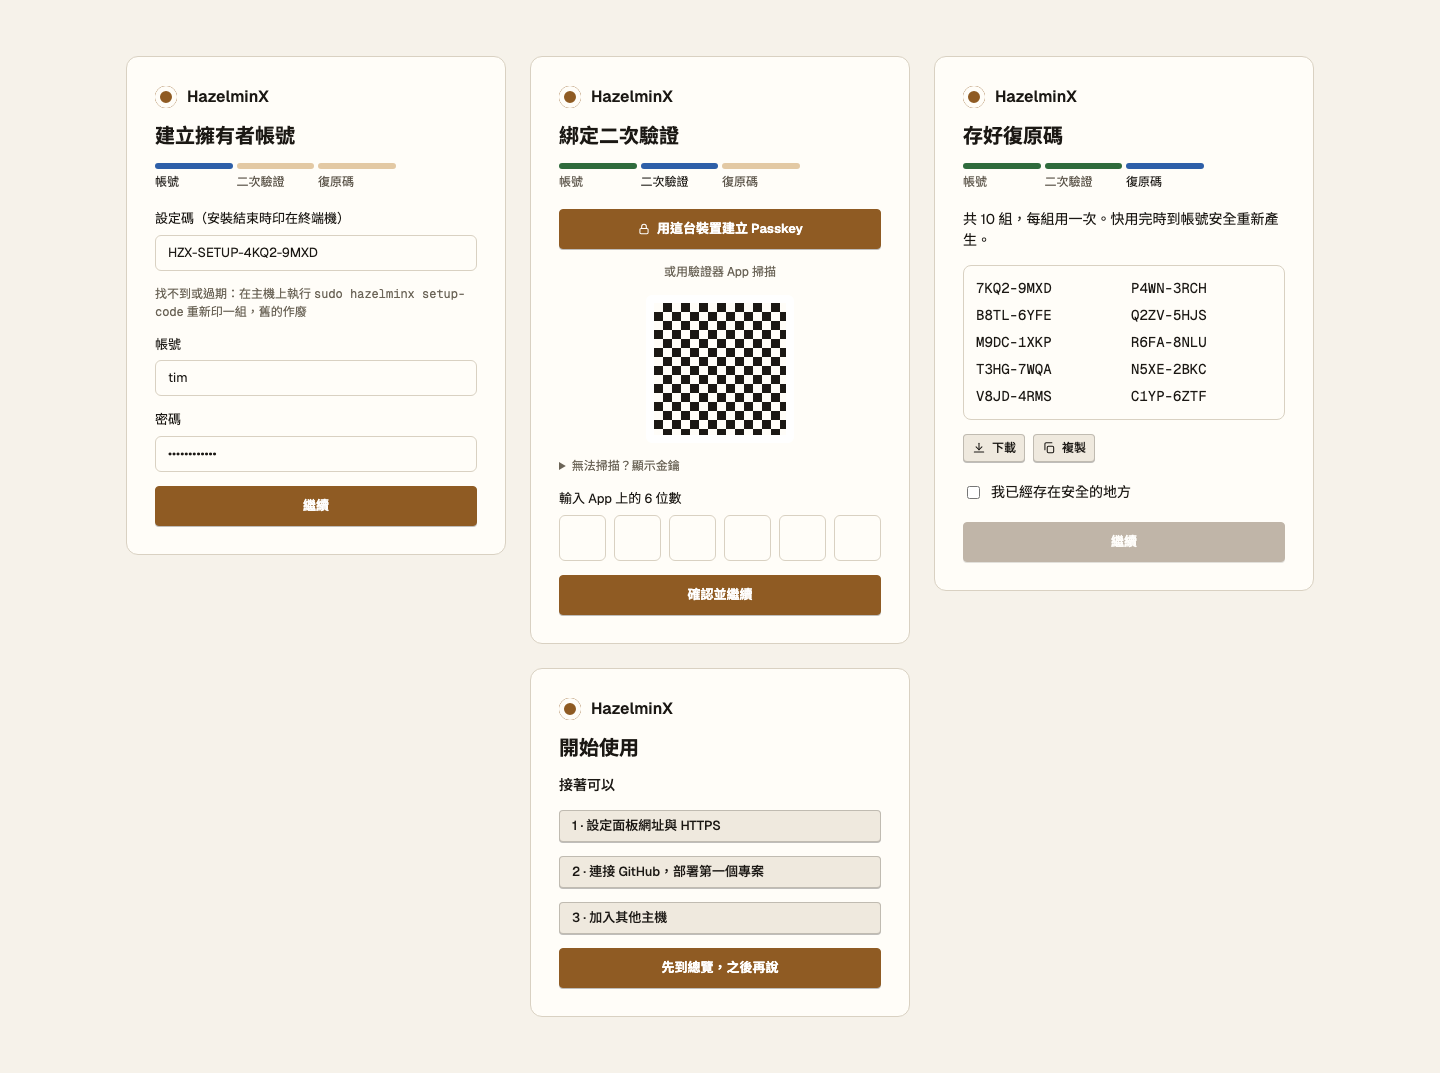 HazelminX
建立擁有者帳號
帳號
二次驗證
復原碼
設定碼（安裝結束時印在終端機）
HZX-SETUP-4KQ2-9MXD
找不到或過期：在主機上執行 sudo hazelminx setup-
code 重新印一組，舊的作廢
帳號
tim
密碼
••••••••••••
繼續
HazelminX
綁定二次驗證
帳號
二次驗證
復原碼
用這台裝置建立 Passkey
或用驗證器 App 掃描
無法掃描？顯示金鑰
輸入 App 上的 6 位數
確認並繼續
HazelminX
存好復原碼
帳號
二次驗證
復原碼
共 10 組，每組用一次。快用完時到帳號安全重新產
生。
7KQ2-9MXD P4WN-3RCH
B8TL-6YFE Q2ZV-5HJS
M9DC-1XKP R6FA-8NLU
T3HG-7WQA N5XE-2BKC
V8JD-4RMS C1YP-6ZTF
下載
複製
我已經存在安全的地方
繼續
HazelminX
開始使用
接著可以
1 · 設定面板網址與 HTTPS
2 · 連接 GitHub，部署第一個專案
3 · 加入其他主機
先到總覽，之後再說